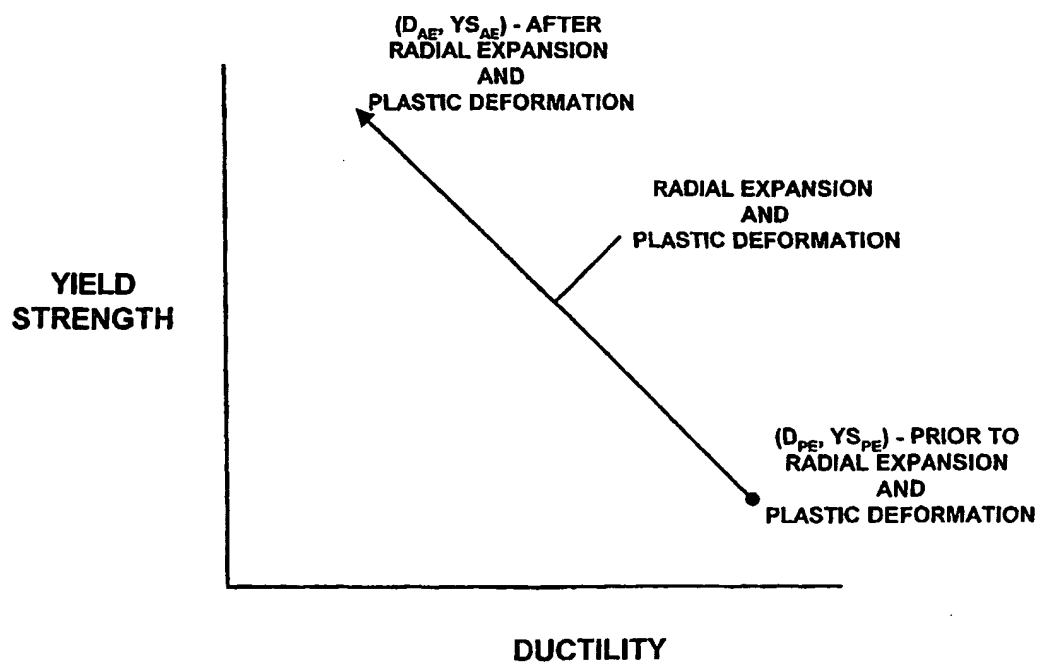 (D_AE, YS_AE) - AFTER
RADIAL EXPANSION
AND
PLASTIC DEFORMATION
RADIAL EXPANSION
AND
PLASTIC DEFORMATION
YIELD
STRENGTH
(D_PE, YS_PE) - PRIOR TO
RADIAL EXPANSION
AND
PLASTIC DEFORMATION
DUCTILITY